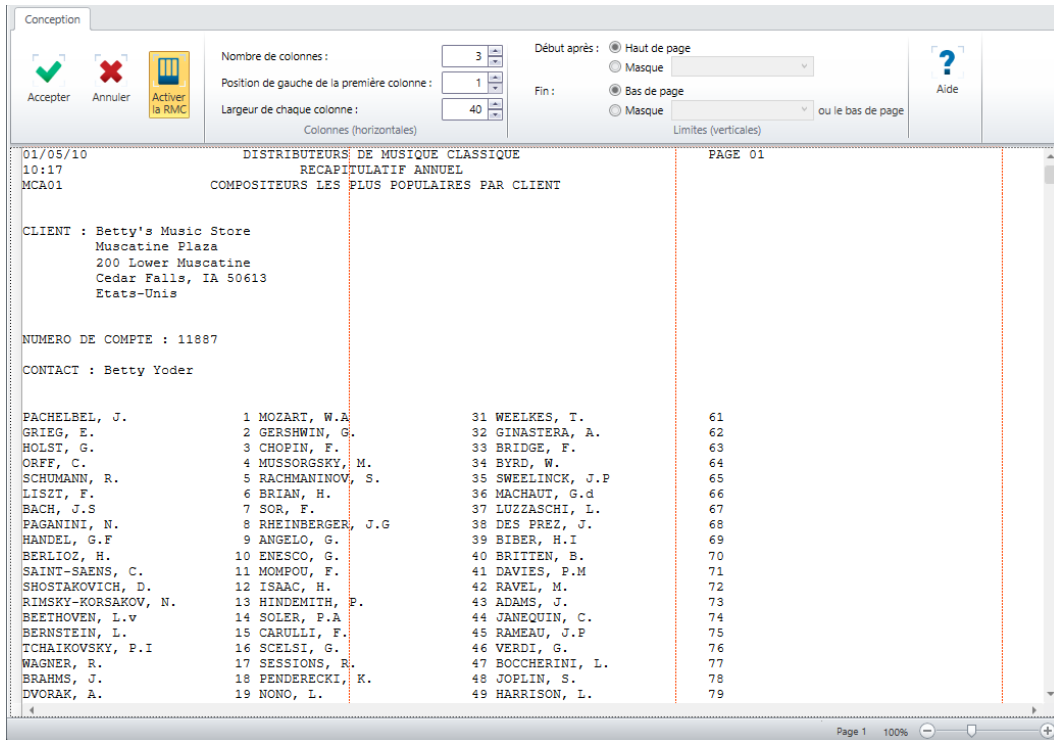 Conception
Accepter
Annuler
Activer
la RMC
Nombre de colonnes :
3
Position de gauche de la première colonne :
1
Largeur de chaque colonne :
40
Colonnes (horizontales)
Début après :
Haut de page
Masque
Fin :
Bas de page
Masque
ou le bas de page
Limites (verticales)
?
Aide
01/05/10 DISTRIBUTEURS DE MUSIQUE CLASSIQUE PAGE 01
10:17 RECAPITULATIF ANNUEL
MCA01 COMPOSITEURS LES PLUS POPULAIRES PAR CLIENT
CLIENT : Betty's Music Store
Muscatine Plaza
200 Lower Muscatine
Cedar Falls, IA 50613
Etats-Unis
NUMERO DE COMPTE : 11887
CONTACT : Betty Yoder
PACHELBEL, J. 1 MOZART, W.A 31 WEELKES, T. 61
GRIEG, E. 2 GERSHWIN, G. 32 GINASTERA, A. 62
HOLST, G. 3 CHOPIN, F. 33 BRIDGE, F. 63
ORFF, C. 4 MUSSORGSKY, M. 34 BYRD, W. 64
SCHUMANN, R. 5 RACHMANINOV, S. 35 SWEELINCK, J.P 65
LISZT, F. 6 BRIAN, H. 36 MACHAUT, G.d 66
BACH, J.S 7 SOR, F. 37 LUZZASCHI, L. 67
PAGANINI, N. 8 RHEINBERGER, J.G 38 DES PREZ, J. 68
HANDEL, G.F 9 ANGELO, G. 39 BIBER, H.I 69
BERLIOZ, H. 10 ENESCO, G. 40 BRITTEN, B. 70
SAINT-SAENS, C. 11 MOMPOU, F. 41 DAVIES, P.M 71
SHOSTAKOVICH, D. 12 ISAAC, H. 42 RAVEL, M. 72
RIMSKY-KORSAKOV, N. 13 HINDEMITH, P. 43 ADAMS, J. 73
BEETHOVEN, L.v 14 SOLER, P.A 44 JANEQUIN, C. 74
BERNSTEIN, L. 15 CARULLI, F. 45 RAMEAU, J.P 75
TCHAIKOVSKY, P.I 16 SCELSI, G. 46 VERDI, G. 76
WAGNER, R. 17 SESSIONS, R. 47 BOCCHERINI, L. 77
BRAHMS, J. 18 PENDERECKI, K. 48 JOPLIN, S. 78
DVORAK, A. 19 NONO, L. 49 HARRISON, L. 79
Page 1 100%